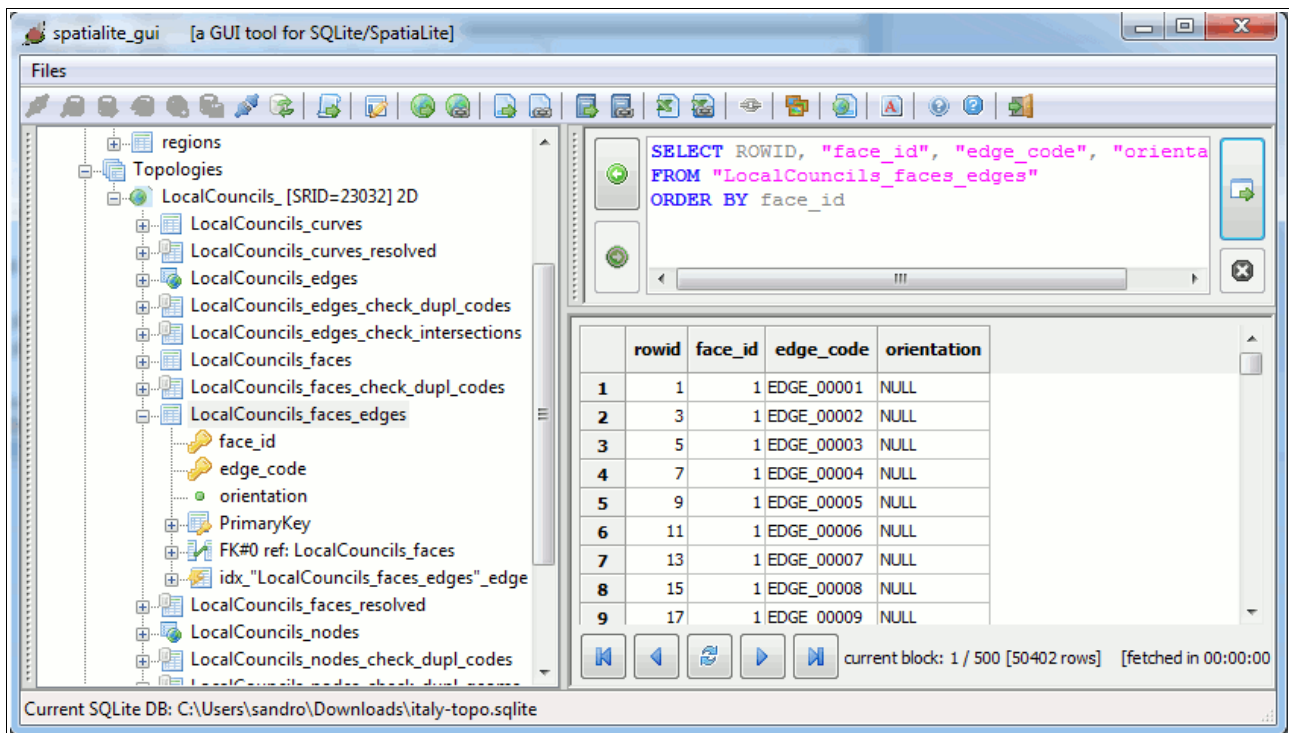 spatialite_gui [a GUI tool for SQLite/SpatiaLite]
Files
regions
Topologies
LocalCouncils_ [SRID=23032] 2D
LocalCouncils_curves
LocalCouncils_curves_resolved
LocalCouncils_edges
LocalCouncils_edges_check_dupl_codes
LocalCouncils_edges_check_intersections
LocalCouncils_faces
LocalCouncils_faces_check_dupl_codes
LocalCouncils_faces_edges
face_id
edge_code
orientation
PrimaryKey
FK#0 ref: LocalCouncils_faces
idx_"LocalCouncils_faces_edges"_edge
LocalCouncils_faces_resolved
LocalCouncils_nodes
LocalCouncils_nodes_check_dupl_codes
SELECT ROWID, "face_id", "edge_code", "orienta
FROM "LocalCouncils_faces_edges"
ORDER BY face_id
rowid face_id edge_code orientation
1 1 1 EDGE_00001 NULL
2 3 1 EDGE_00002 NULL
3 5 1 EDGE_00003 NULL
4 7 1 EDGE_00004 NULL
5 9 1 EDGE_00005 NULL
6 11 1 EDGE_00006 NULL
7 13 1 EDGE_00007 NULL
8 15 1 EDGE_00008 NULL
9 17 1 EDGE_00009 NULL
current block: 1 / 500 [50402 rows] [fetched in 00:00:00
Current SQLite DB: C:\Users\sandro\Downloads\italy-topo.sqlite